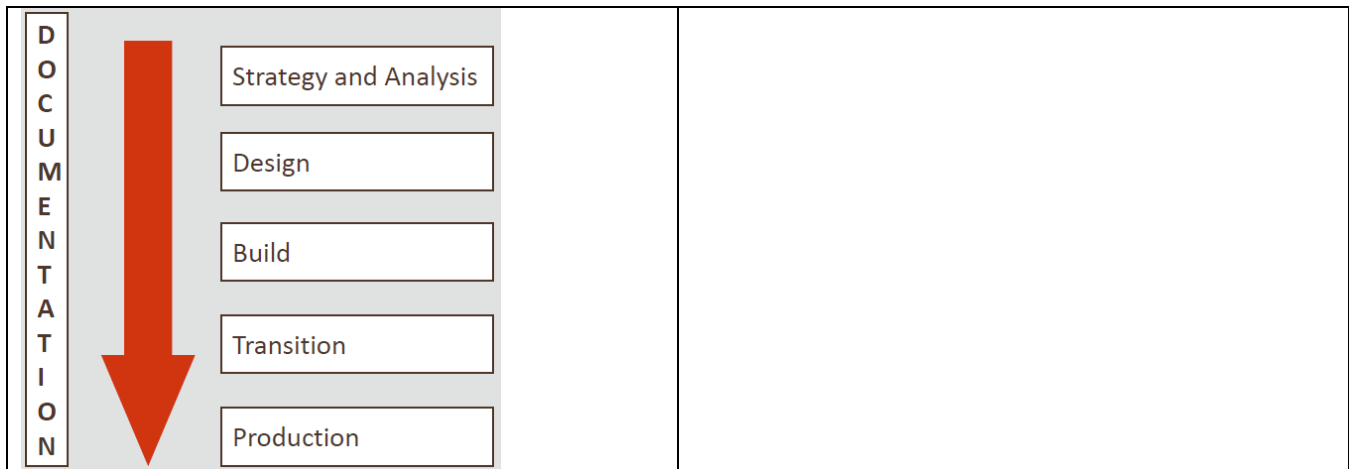 DOCUMENTATION
Strategy and Analysis
Design
Build
Transition
Production